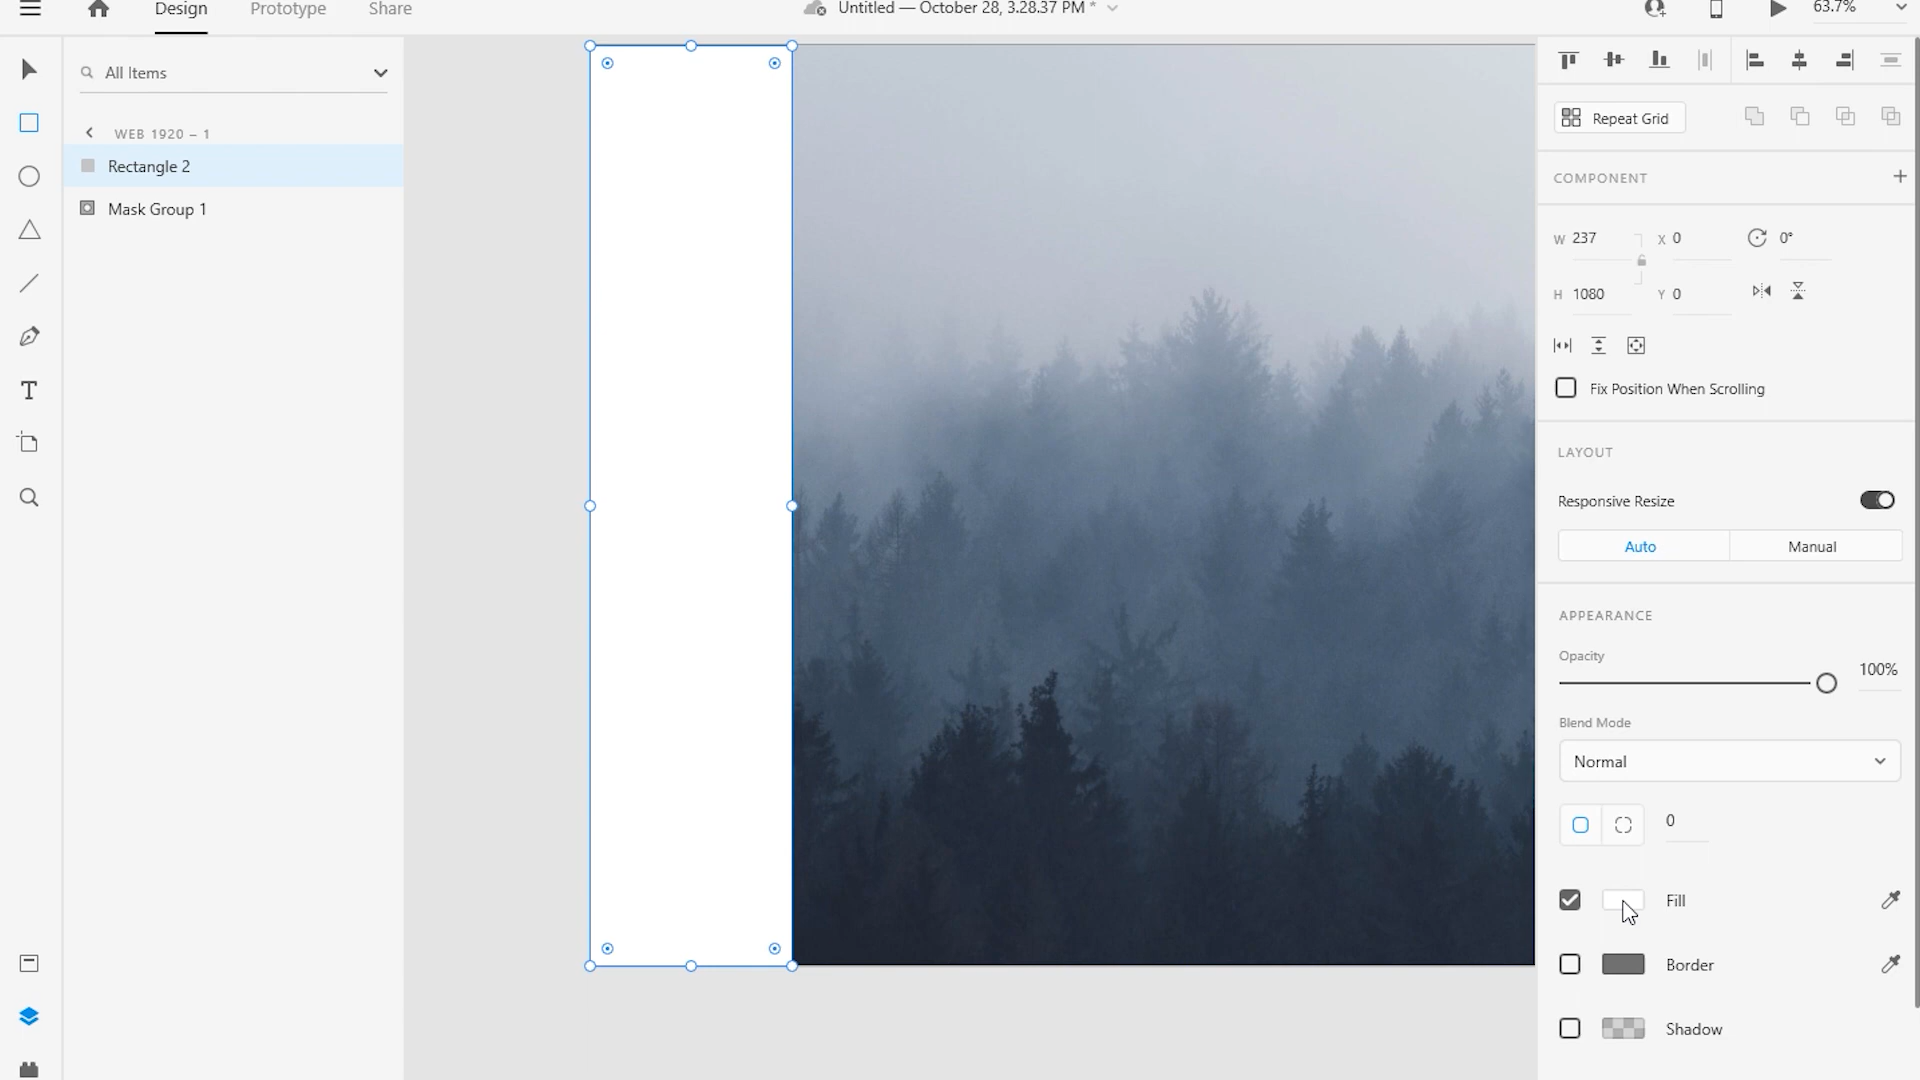 Design
Prototype
Share
Untitled — October 28, 3.28.37 PM *
63.7%
All Items
WEB 1920 – 1
Rectangle 2
Mask Group 1
Repeat Grid
COMPONENT
W 237
X 0
0°
H 1080
Y 0
Fix Position When Scrolling
LAYOUT
Responsive Resize
Auto
Manual
APPEARANCE
Opacity
100%
Blend Mode
Normal
0
Fill
Border
Shadow